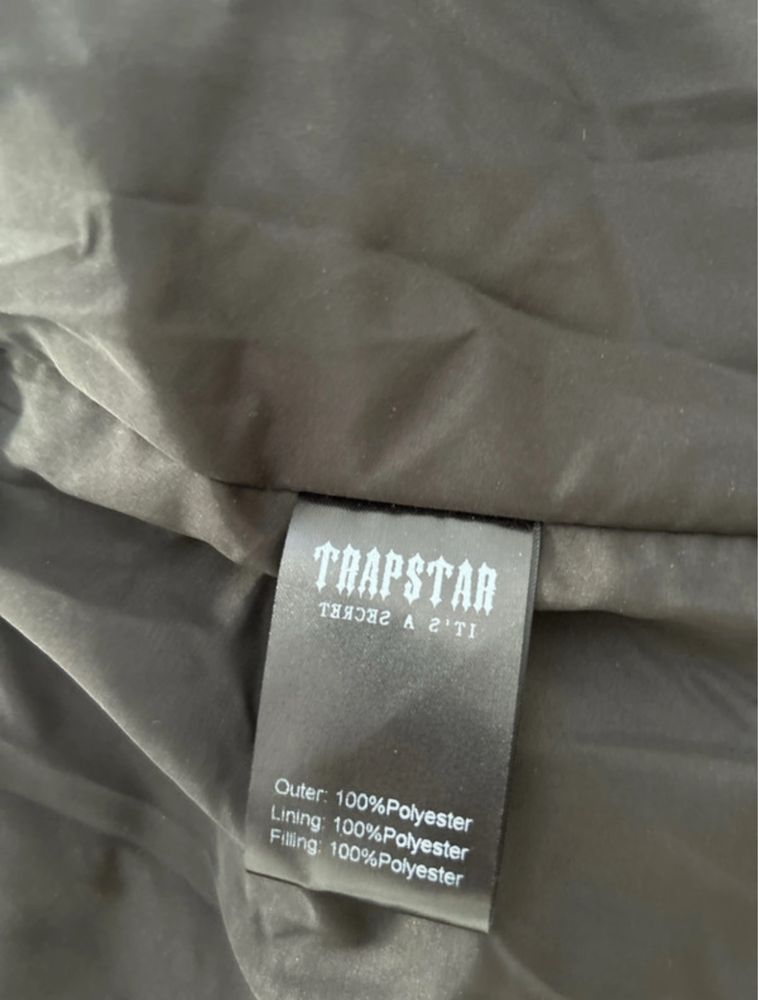 TRAPSTAR
IT'S A SECRET
Outer: 100%Polyester
Lining: 100%Polyester
Filling: 100%Polyester